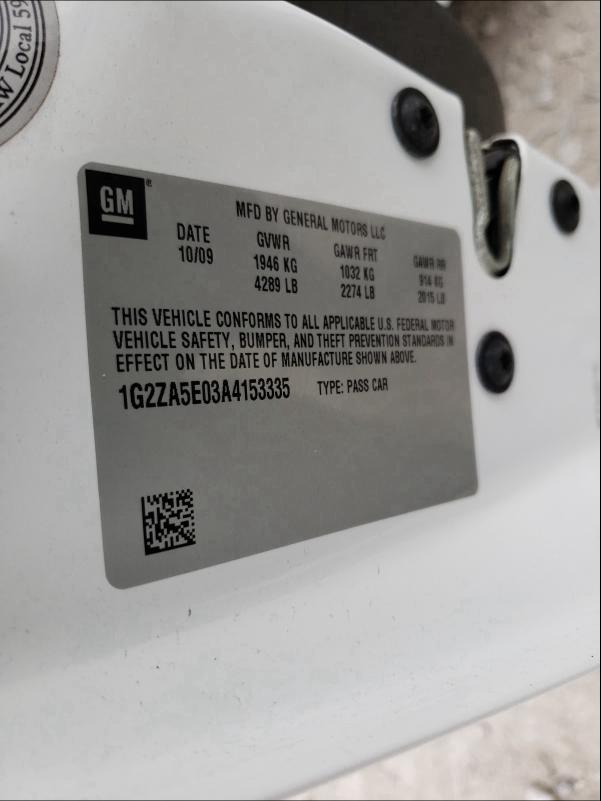 W Local 59
GM®
MFD BY GENERAL MOTORS LLC
DATE GVWR GAWR FRT GAWR RR
10/09 1946 KG 1032 KG 914 KG
4289 LB 2274 LB 2015 LB
THIS VEHICLE CONFORMS TO ALL APPLICABLE U.S. FEDERAL MOTOR
VEHICLE SAFETY, BUMPER, AND THEFT PREVENTION STANDARDS IN
EFFECT ON THE DATE OF MANUFACTURE SHOWN ABOVE.
1G2ZA5E03A4153335 TYPE: PASS CAR